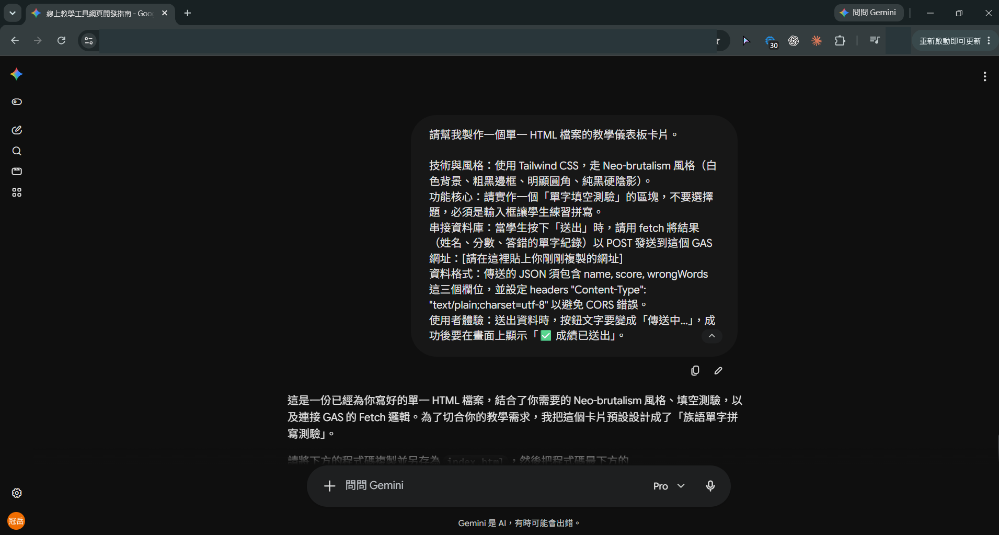 線上教學工具網頁開發指南 - Goo
問問 Gemini
30
重新啟動即可更新
請幫我製作一個單一 HTML 檔案的教學儀表板卡片。
技術與風格：使用 Tailwind CSS，走 Neo-brutalism 風格（白
色背景、粗黑邊框、明顯圓角、純黑硬陰影）。
功能核心：請實作一個「單字填空測驗」的區塊，不要選擇
題，必須是輸入框讓學生練習拼寫。
串接資料庫：當學生按下「送出」時，請用 fetch 將結果
（姓名、分數、答錯的單字紀錄）以 POST 發送到這個 GAS
網址：[請在這裡貼上你剛剛複製的網址]
資料格式：傳送的 JSON 須包含 name, score, wrongWords
這三個欄位，並設定 headers "Content-Type":
"text/plain;charset=utf-8" 以避免 CORS 錯誤。
使用者體驗：送出資料時，按鈕文字要變成「傳送中...」，成
功後要在畫面上顯示「✅ 成績已送出」。
這是一份已經為你寫好的單一 HTML 檔案，結合了你需要的 Neo-brutalism 風格、填空測驗，以
及連接 GAS 的 Fetch 邏輯。為了切合你的教學需求，我把這個卡片預設設計成了「族語單字拼
寫測驗」。
請將下方的程式碼複製並另存為 index.html ，然後把程式碼最下方的
問問 Gemini
Pro
冠岳
Gemini 是 AI，有時可能會出錯。